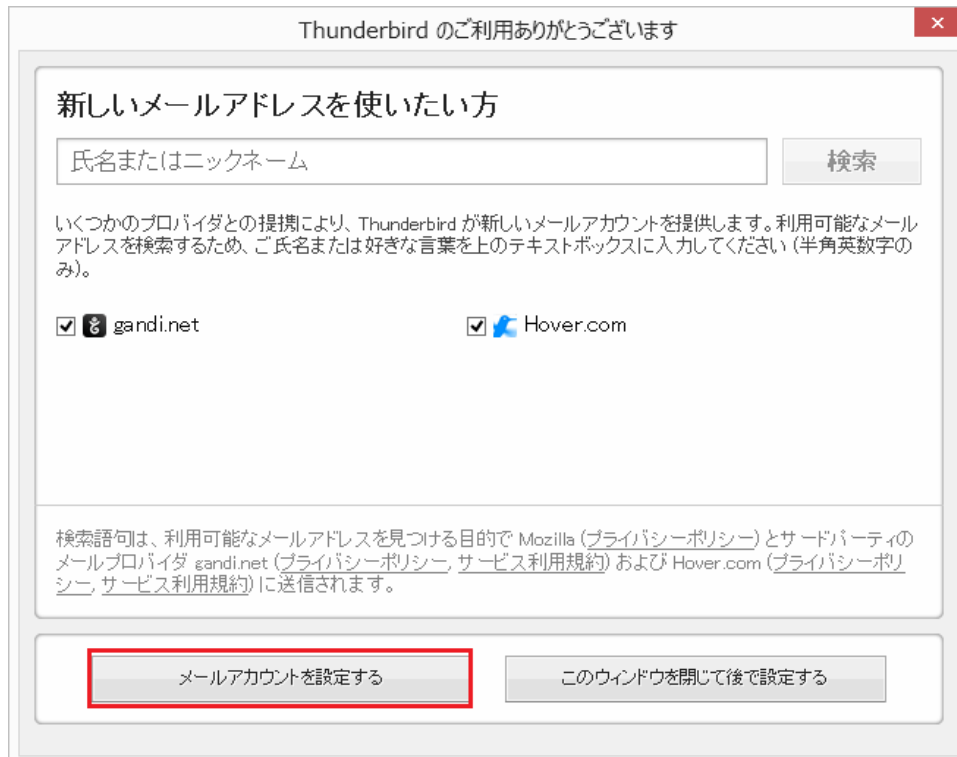 Thunderbird のご利用ありがとうございます
新しいメールアドレスを使いたい方
氏名またはニックネーム
検索
いくつかのプロバイダとの提携により、Thunderbird が新しいメールアカウントを提供します。利用可能なメール
アドレスを検索するため、ご氏名または好きな言葉を上のテキストボックスに入力してください (半角英数字の
み)。
gandi.net
Hover.com
検索語句は、利用可能なメールアドレスを見つける目的で Mozilla (プライバシーポリシー) とサードパーティの
メールプロバイダ gandi.net (プライバシーポリシー, サービス利用規約) および Hover.com (プライバシーポリ
シー, サービス利用規約) に送信されます。
メールアカウントを設定する
このウィンドウを閉じて後で設定する